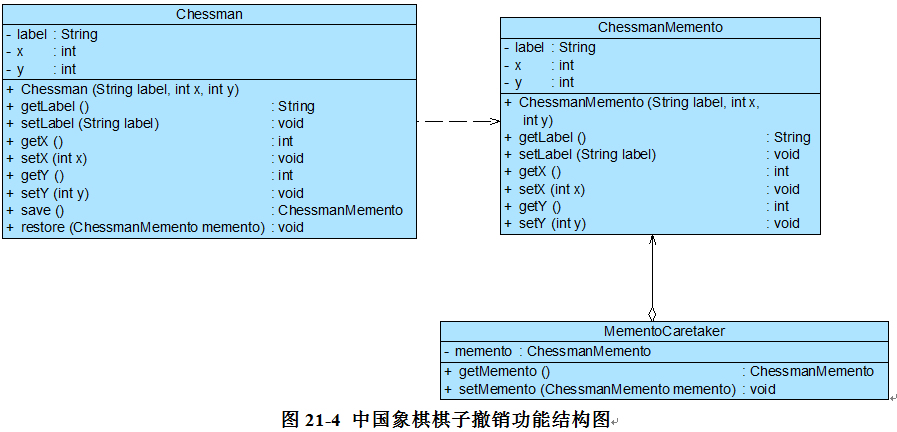 Chessman
- label : String
- x : int
- y : int
+ Chessman (String label, int x, int y)
+ getLabel () : String
+ setLabel (String label) : void
+ getX () : int
+ setX (int x) : void
+ getY () : int
+ setY (int y) : void
+ save () : ChessmanMemento
+ restore (ChessmanMemento memento) : void
ChessmanMemento
- label : String
- x : int
- y : int
+ ChessmanMemento (String label, int x,
int y)
+ getLabel () : String
+ setLabel (String label) : void
+ getX () : int
+ setX (int x) : void
+ getY () : int
+ setY (int y) : void
MementoCaretaker
- memento : ChessmanMemento
+ getMemento () : ChessmanMemento
+ setMemento (ChessmanMemento memento) : void
图 21-4 中国象棋棋子撤销功能结构图